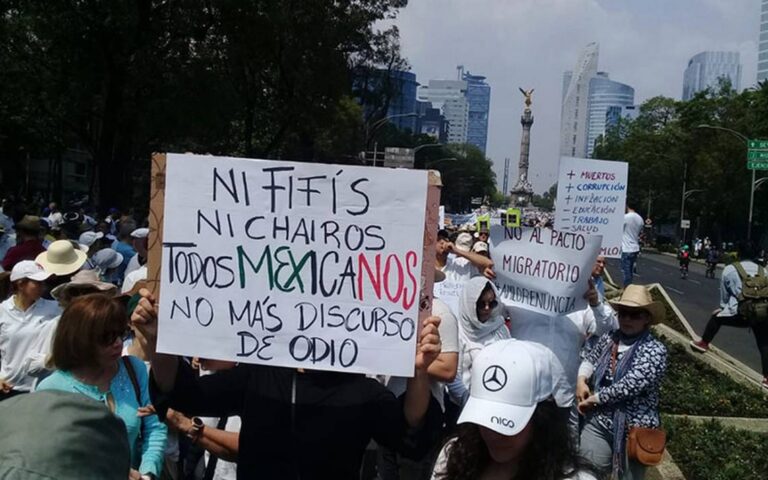 NI FIFÍS
NI CHAIROS
TODOS MEXICANOS
NO MÁS DISCURSO
DE ODIO
+ MUERTOS
+ CORRUPCIÓN
+ INFLACIÓN
- EDUCACIÓN
- TRABAJO
- SALUD
NO AL PACTO
MIGRATORIO
nico